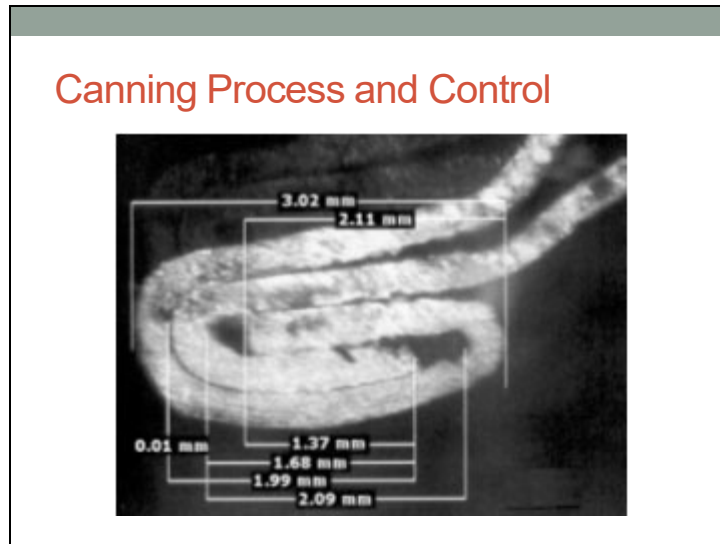 Canning Process and Control
3.02 mm
2.11 mm
0.01 mm
1.37 mm
1.68 mm
1.99 mm
2.09 mm